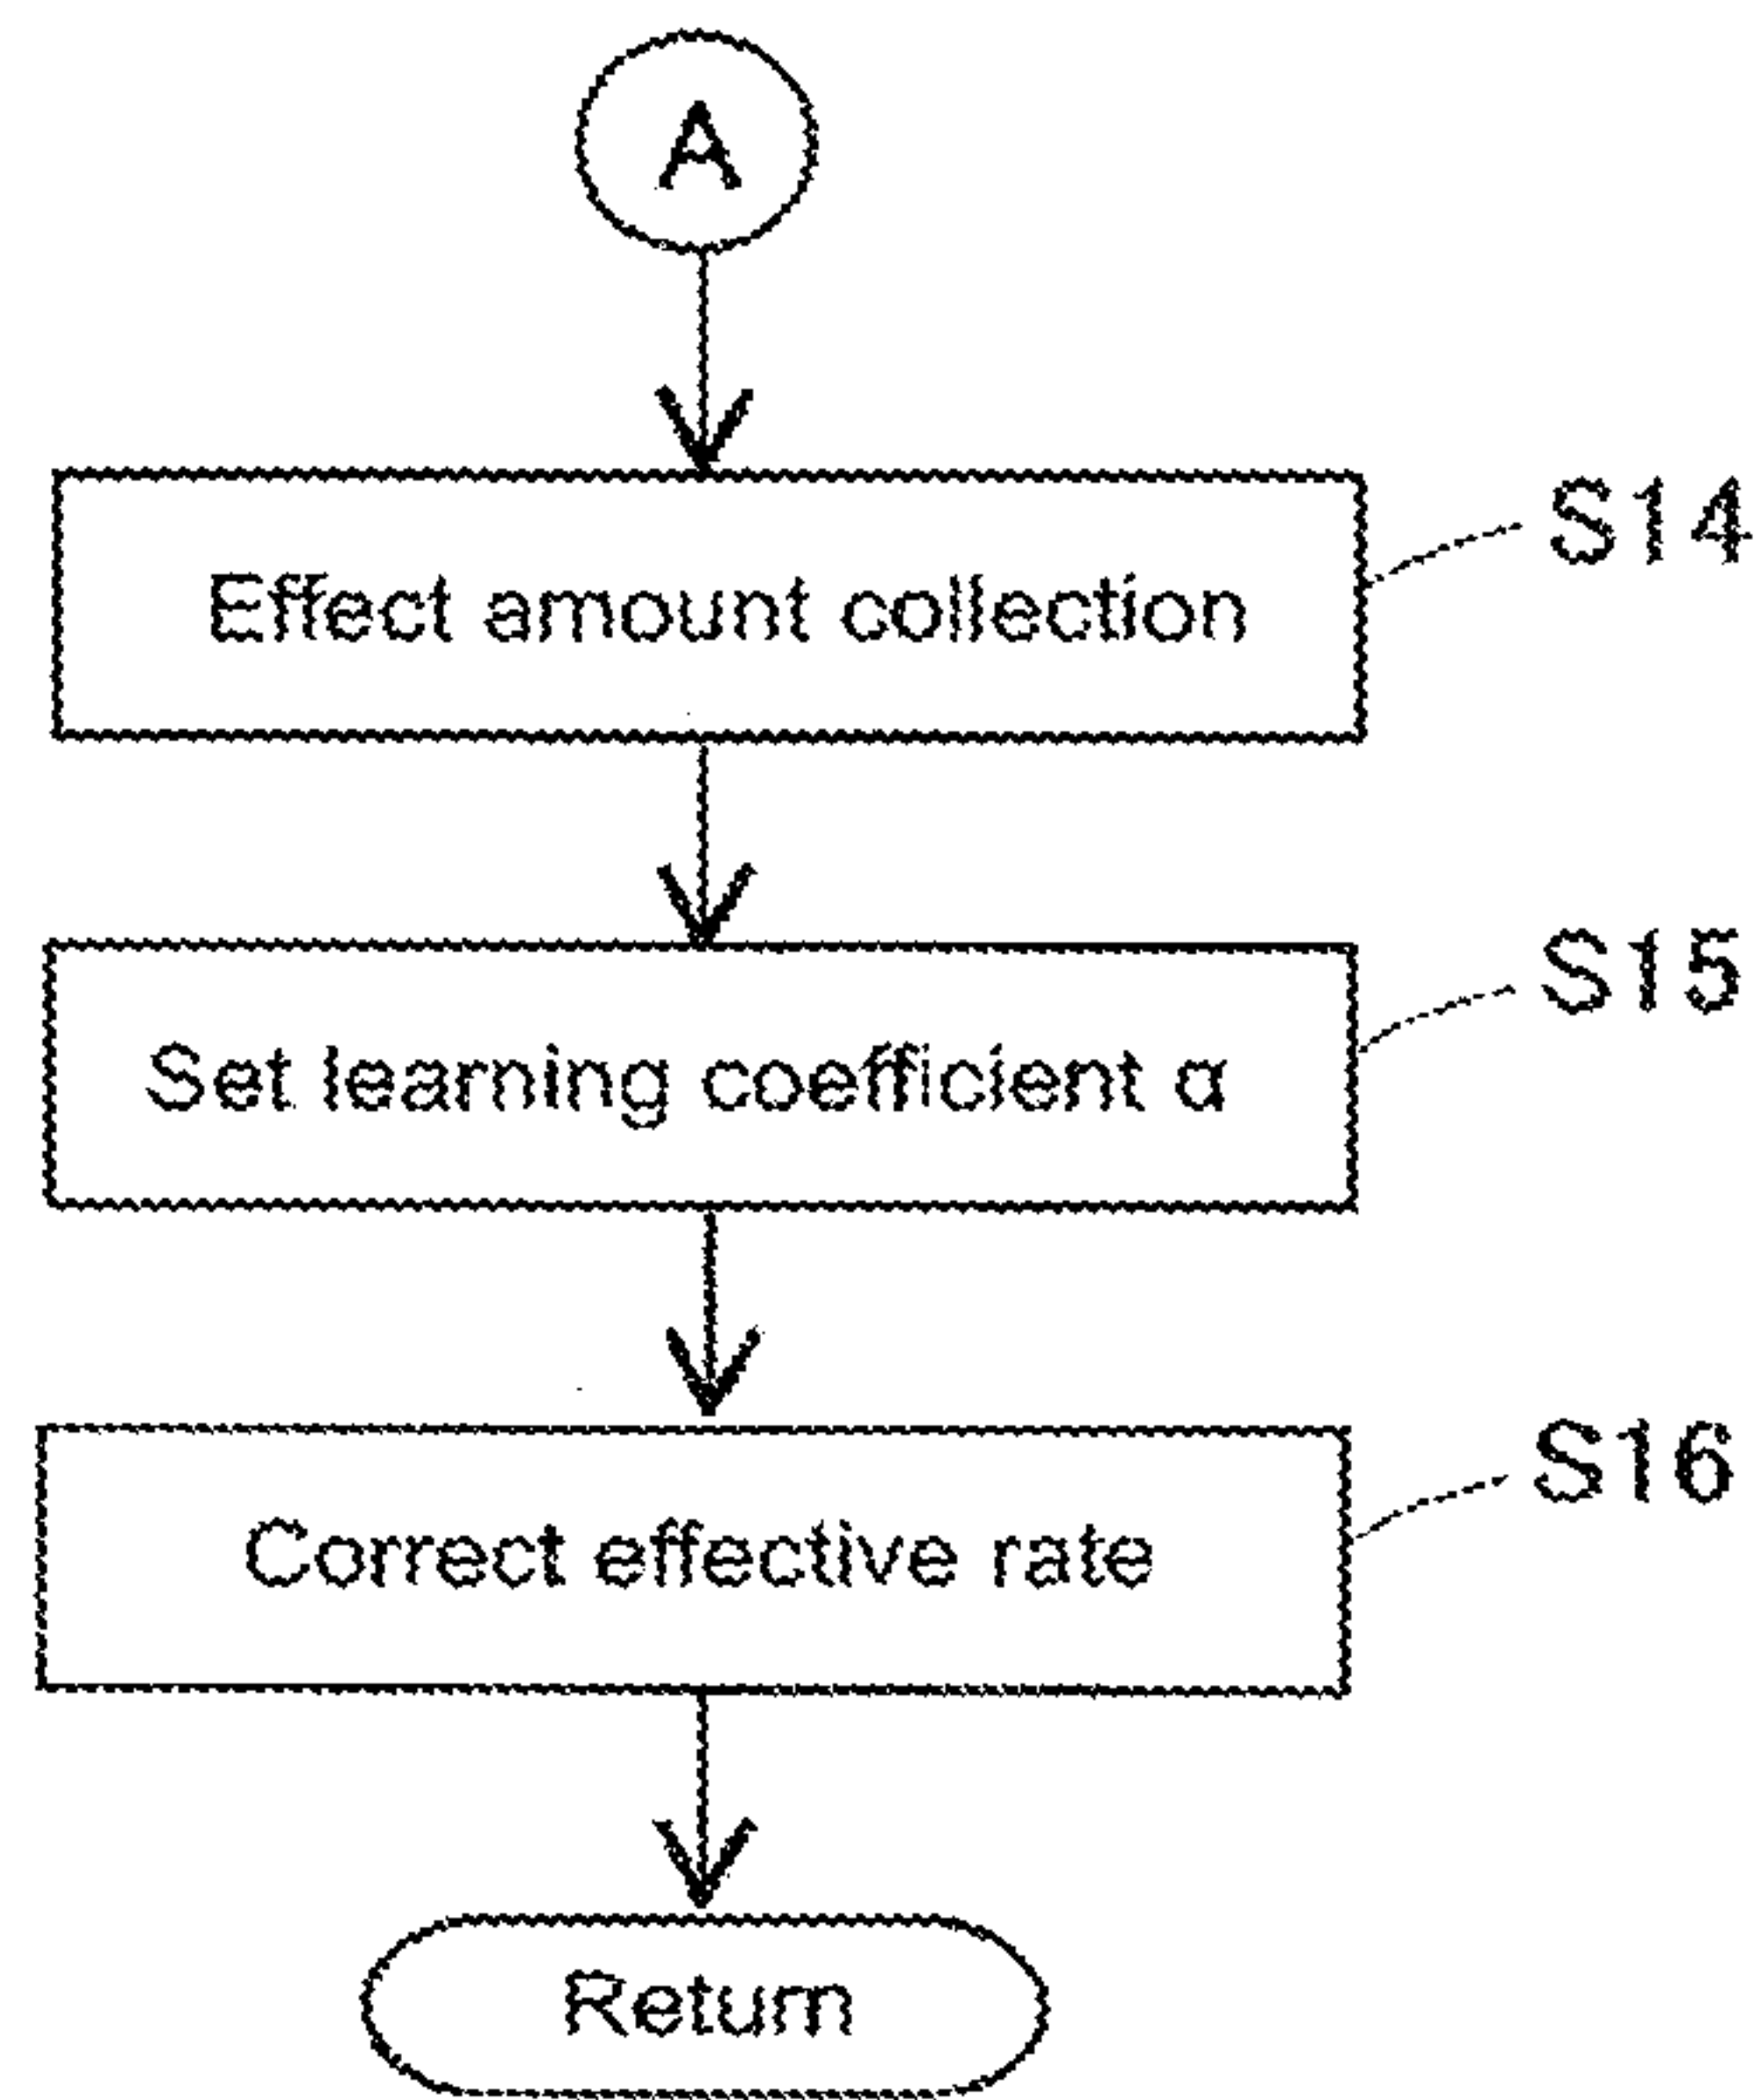 A
Effect amount collection
S14
Set learning coefficient α
S15
Correct effective rate
S16
Return